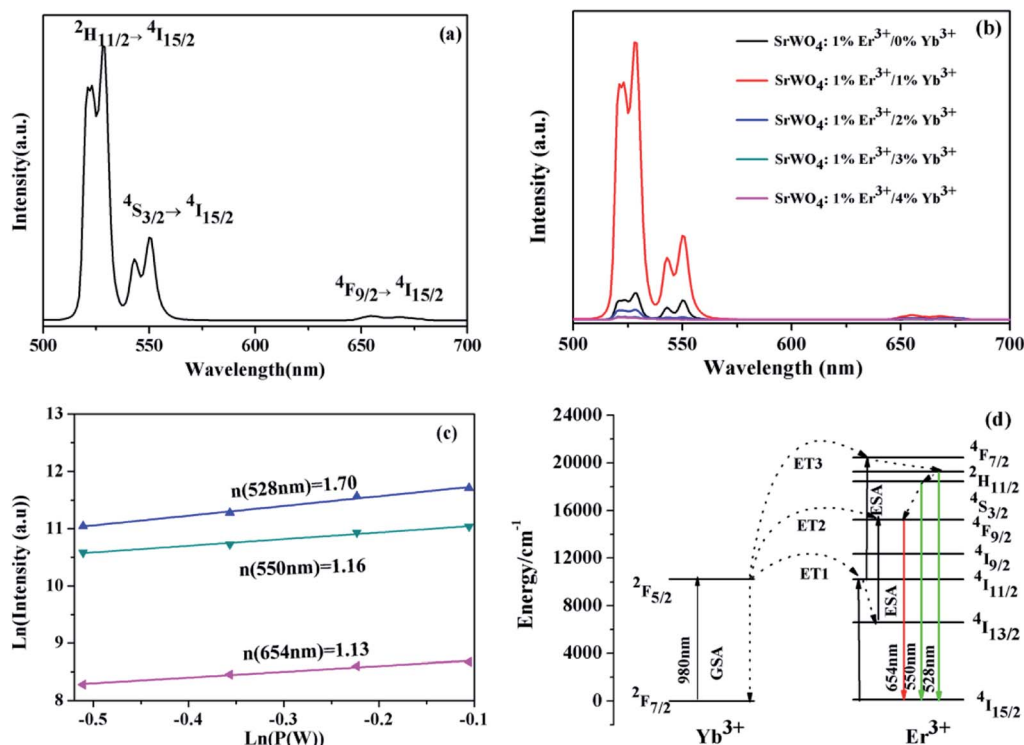 (a)
²H₁₁/₂→ ⁴I₁₅/₂
⁴S₃/₂→ ⁴I₁₅/₂
⁴F₉/₂→ ⁴I₁₅/₂
Intensity(a.u.)
500 550 600 650 700
Wavelength(nm)
(b)
SrWO₄: 1% Er³⁺/0% Yb³⁺
SrWO₄: 1% Er³⁺/1% Yb³⁺
SrWO₄: 1% Er³⁺/2% Yb³⁺
SrWO₄: 1% Er³⁺/3% Yb³⁺
SrWO₄: 1% Er³⁺/4% Yb³⁺
Intensity (a.u.)
500 550 600 650 700
Wavelength (nm)
(c)
13
12
11
10
9
8
Ln(Intensity (a.u)
n(528nm)=1.70
n(550nm)=1.16
n(654nm)=1.13
-0.5 -0.4 -0.3 -0.2 -0.1
Ln(P(W))
(d)
24000
20000
16000
12000
8000
4000
0
Energy/cm⁻¹
²F₅/₂
²F₇/₂
980nm
GSA
ET3
ET2
ET1
ESA
ESA
654nm
550nm
528nm
⁴F₇/₂
²H₁₁/₂
⁴S₃/₂
⁴F₉/₂
⁴I₉/₂
⁴I₁₁/₂
⁴I₁₃/₂
⁴I₁₅/₂
Yb³⁺ Er³⁺